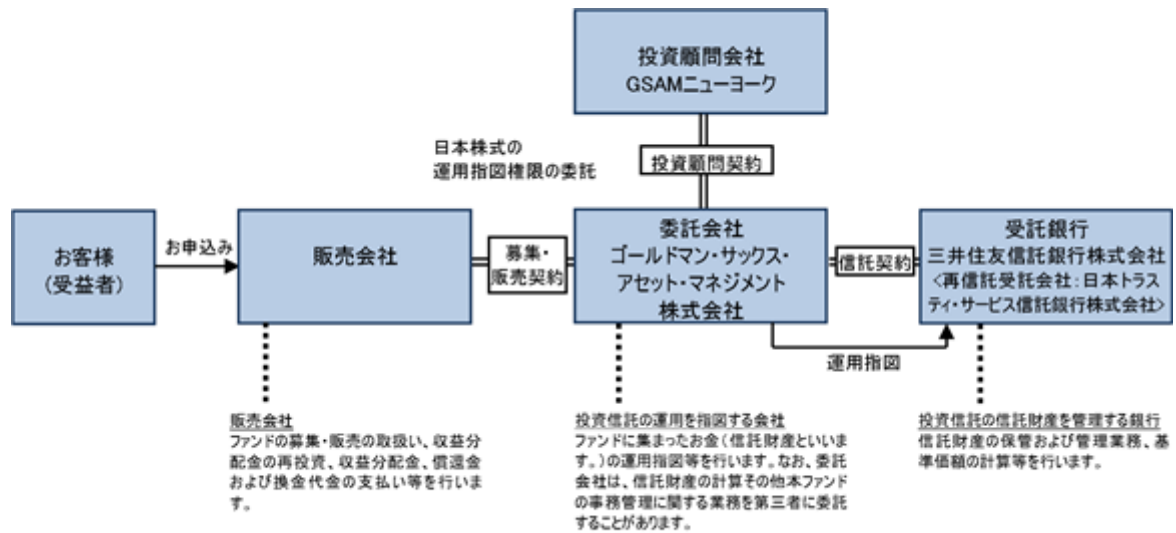 投資顧問会社
GSAMニューヨーク
日本株式の
運用指図権限の委託
投資顧問契約
お客様
(受益者)
お申込み
販売会社
募集・
販売契約
委託会社
ゴールドマン・サックス・
アセット・マネジメント
株式会社
信託契約
受託銀行
三井住友信託銀行株式会社
<再信託受託会社:日本トラス
ティ・サービス信託銀行株式会社>
運用指図
販売会社
ファンドの募集・販売の取扱い、収益分
配金の再投資、収益分配金、償還金
および換金代金の支払い等を行いま
す。
投資信託の運用を指図する会社
ファンドに集まったお金(信託財産といいま
す。)の運用指図等を行います。なお、委託
会社は、信託財産の計算その他本ファンド
の事務管理に関する業務を第三者に委託
することがあります。
投資信託の信託財産を管理する銀行
信託財産の保管および管理業務、基
準価額の計算等を行います。